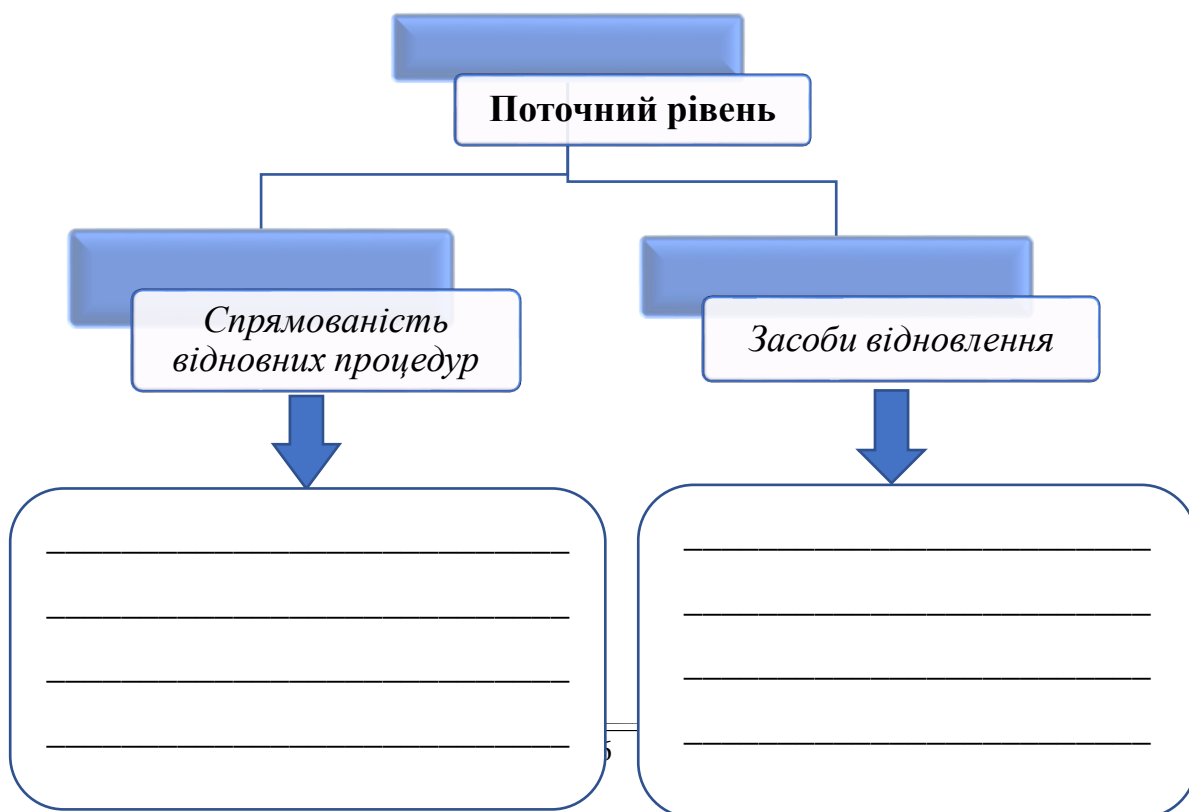 Поточний рівень
Спрямованість
відновних процедур
Засоби відновлення